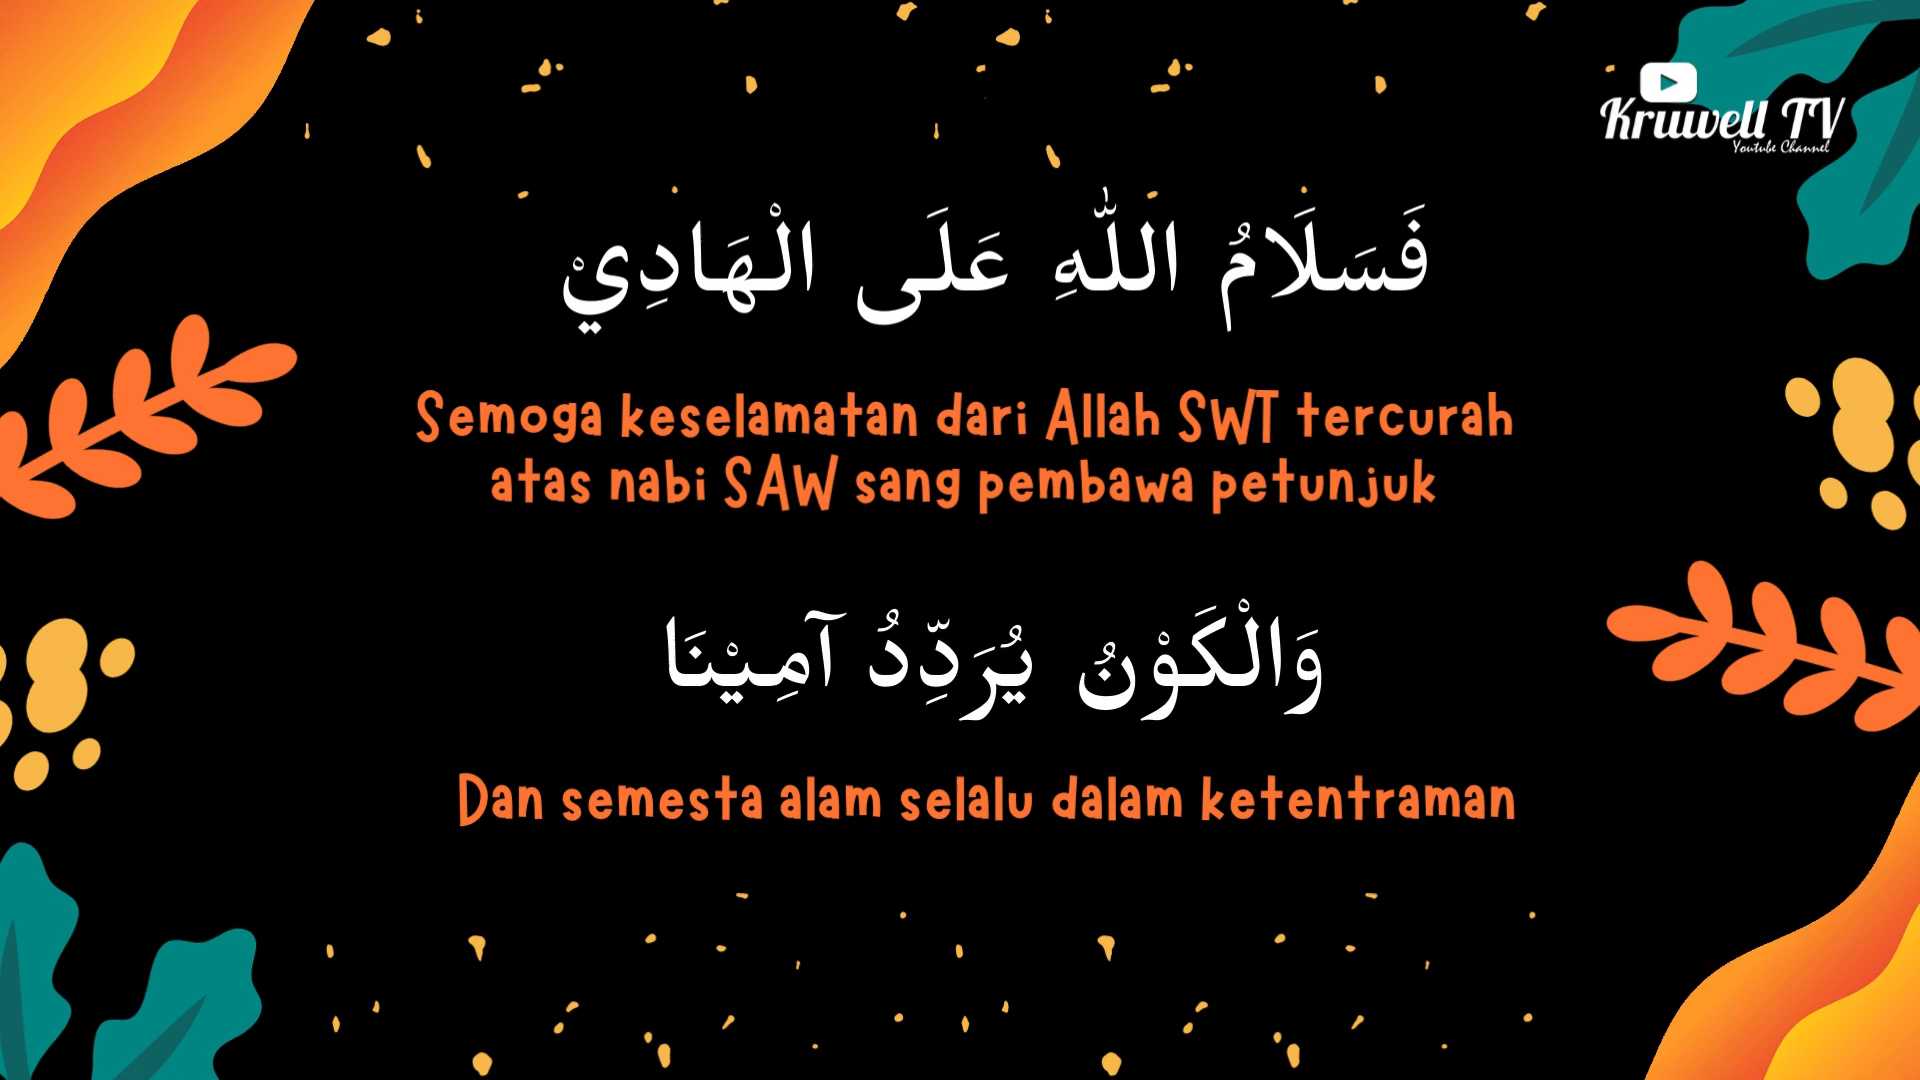 Kruwell TV
Youtube Channel
فَسَلَامُ اللّٰهِ عَلَى الْهَادِيْ
Semoga keselamatan dari Allah SWT tercurah
atas nabi SAW sang pembawa petunjuk
وَالْكَوْنُ يُرَدِّدُ آمِيْنَا
Dan semesta alam selalu dalam ketentraman